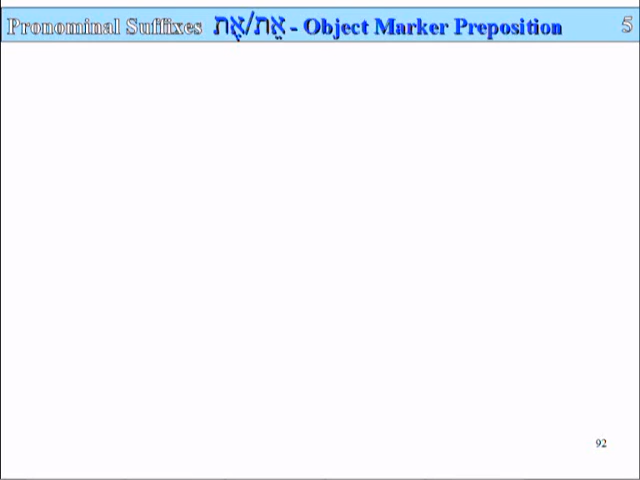 Pronominal Suffixes אֵת/אֶת - Object Marker Preposition 5
92